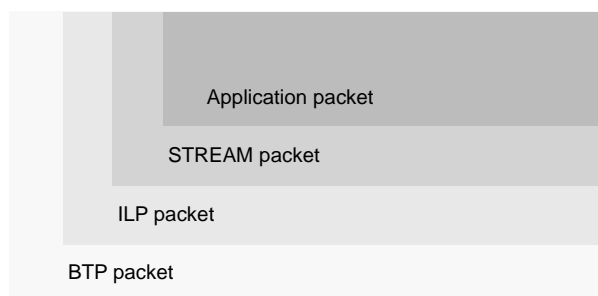 Application packet
STREAM packet
ILP packet
BTP packet